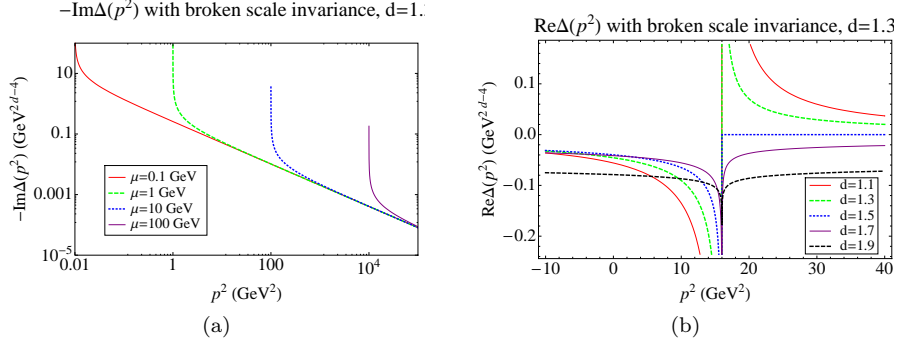 −ImΔ(p²) with broken scale invariance, d=1.
−ImΔ(p²) (GeV^{2 d−4})
10
0.1
0.001
10^{−5}
μ=0.1 GeV
μ=1 GeV
μ=10 GeV
μ=100 GeV
0.01 1 100 10⁴
p² (GeV²)
(a)
ReΔ(p²) with broken scale invariance, d=1.3
ReΔ(p²) (GeV^{2 d−4})
0.1
0.0
−0.1
−0.2
d=1.1
d=1.3
d=1.5
d=1.7
d=1.9
−10 0 10 20 30 40
p² (GeV²)
(b)